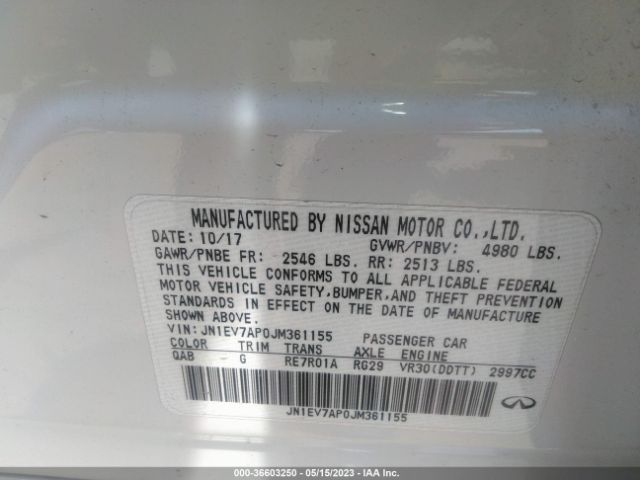 MANUFACTURED BY NISSAN MOTOR CO.,LTD.
DATE: 10/17 GVWR/PNBV: 4980 LBS.
GAWR/PNBE FR: 2546 LBS. RR: 2513 LBS.
THIS VEHICLE CONFORMS TO ALL APPLICABLE FEDERAL
MOTOR VEHICLE SAFETY,BUMPER,AND THEFT PREVENTION
STANDARDS IN EFFECT ON THE DATE OF MANUFACTURE
SHOWN ABOVE.
VIN: JN1EV7AP0JM361155 PASSENGER CAR
COLOR TRIM TRANS AXLE ENGINE
QAB G RE7R01A RG29 VR30(DDTT) 2997CC
JN1EV7AP0JM361155
INFINITI
000-36603250 - 05/15/2023 - IAA Inc.